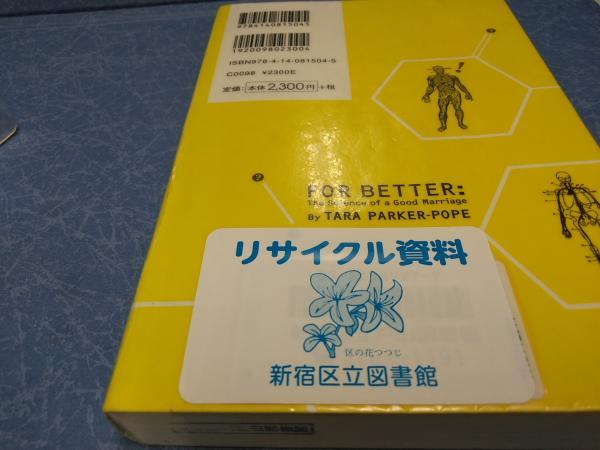 9784140815045
1920098023004
ISBN978-4-14-081504-5
C0098 ¥2300E
定価:本体2,300円+税
FOR BETTER:
The Science of a Good Marriage
By TARA PARKER-POPE
リサイクル資料
区の花つつじ
新宿区立図書館